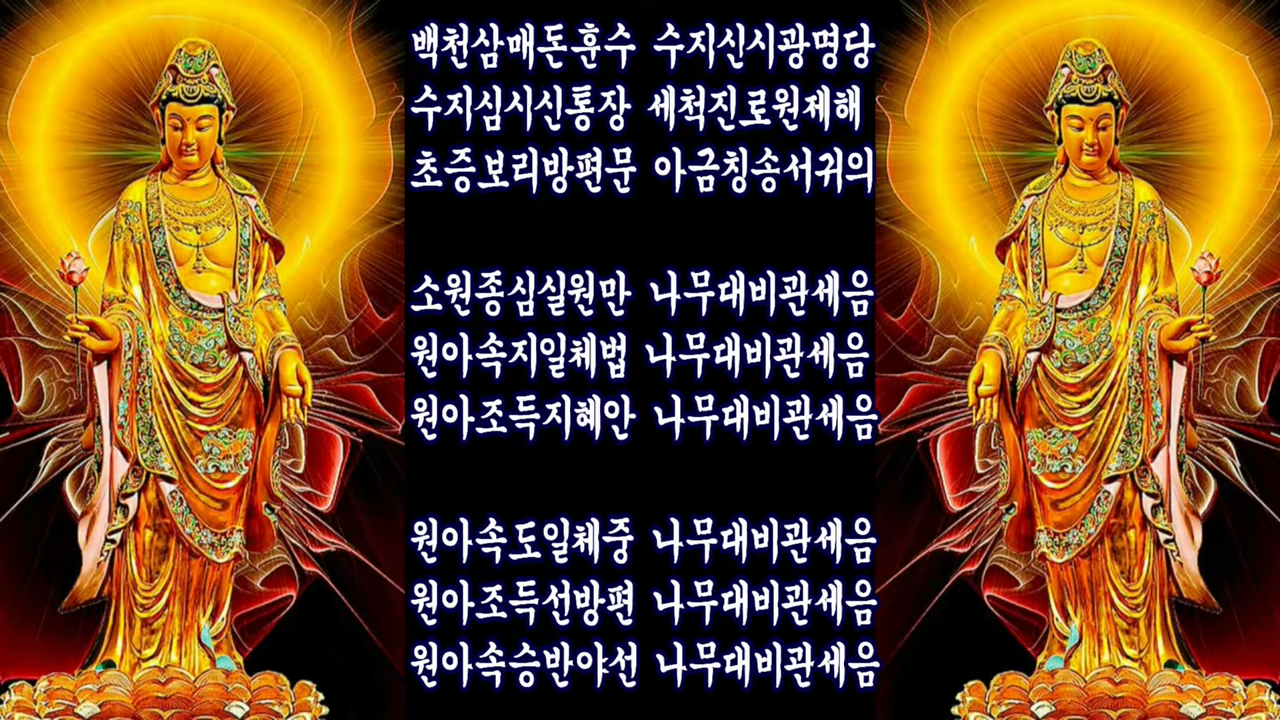 백천삼매돈훈수 수지신시광명당
수지심시신통장 세척진로원제해
초증보리방편문 아금칭송서귀의
소원종심실원만 나무대비관세음
원아속지일체법 나무대비관세음
원아조득지혜안 나무대비관세음
원아속도일체중 나무대비관세음
원아조득선방편 나무대비관세음
원아속승반야선 나무대비관세음